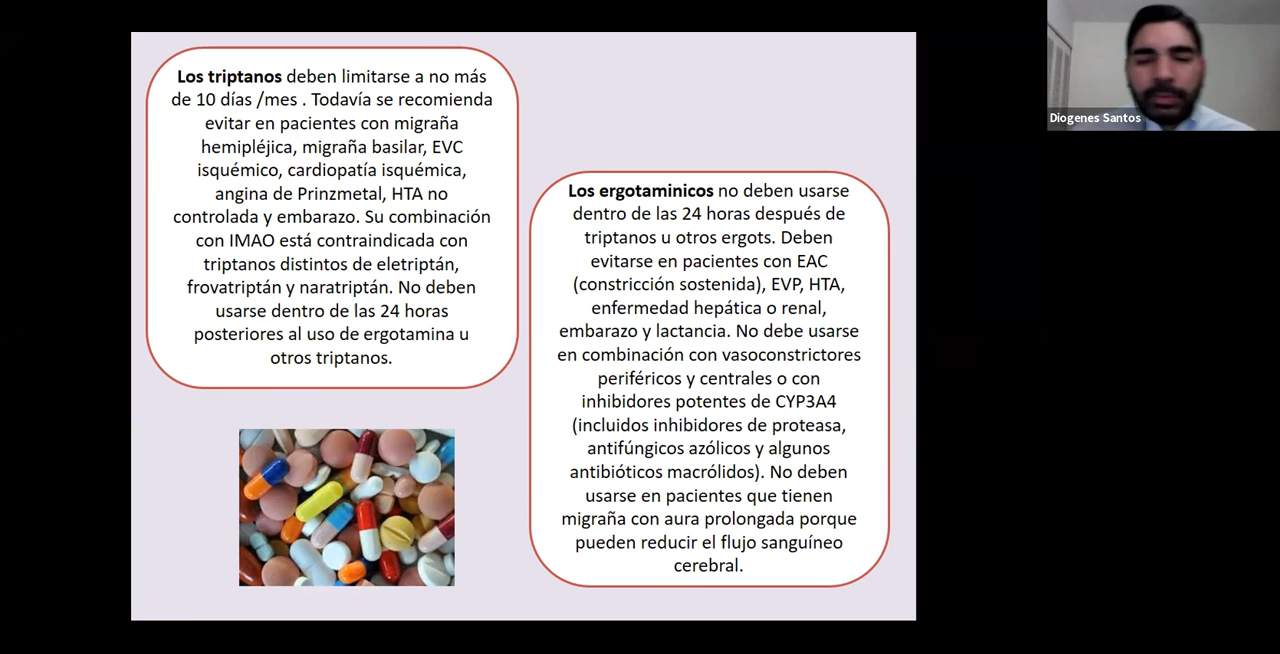 Los triptanos deben limitarse a no más
de 10 días /mes . Todavía se recomienda
evitar en pacientes con migraña
hemipléjica, migraña basilar, EVC
isquémico, cardiopatía isquémica,
angina de Prinzmetal, HTA no
controlada y embarazo. Su combinación
con IMAO está contraindicada con
triptanos distintos de eletriptán,
frovatriptán y naratriptán. No deben
usarse dentro de las 24 horas
posteriores al uso de ergotamina u
otros triptanos.
Los ergotaminicos no deben usarse
dentro de las 24 horas después de
triptanos u otros ergots. Deben
evitarse en pacientes con EAC
(constricción sostenida), EVP, HTA,
enfermedad hepática o renal,
embarazo y lactancia. No debe usarse
en combinación con vasoconstrictores
periféricos y centrales o con
inhibidores potentes de CYP3A4
(incluidos inhibidores de proteasa,
antifúngicos azólicos y algunos
antibióticos macrólidos). No deben
usarse en pacientes que tienen
migraña con aura prolongada porque
pueden reducir el flujo sanguíneo
cerebral.
Diogenes Santos